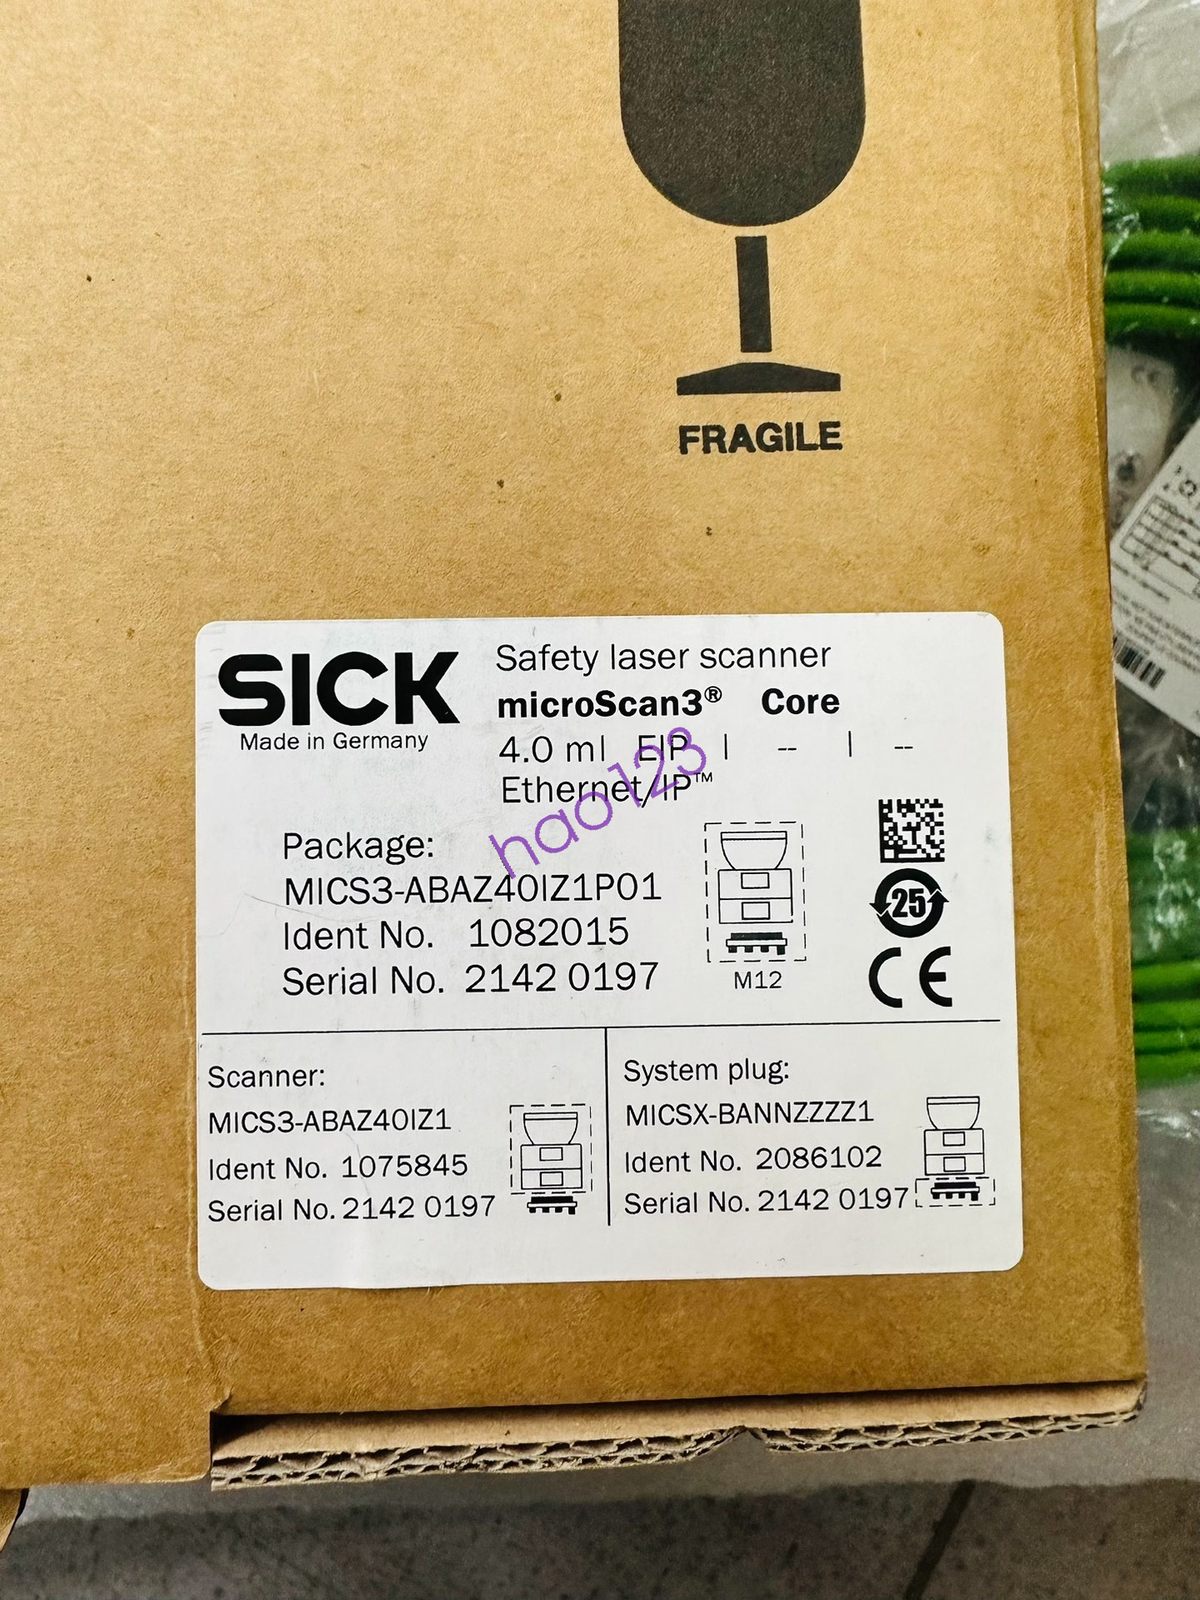 FRAGILE
SICK
Made in Germany
Safety laser scanner
microScan3® Core
4.0 m| EIP | -- | --
Ethernet/IP™
hao123
Package:
MICS3-ABAZ40IZ1P01
Ident No. 1082015
Serial No. 2142 0197
M12
25
CE
Scanner:
MICS3-ABAZ40IZ1
Ident No. 1075845
Serial No. 2142 0197
System plug:
MICSX-BANNZZZZ1
Ident No. 2086102
Serial No. 2142 0197